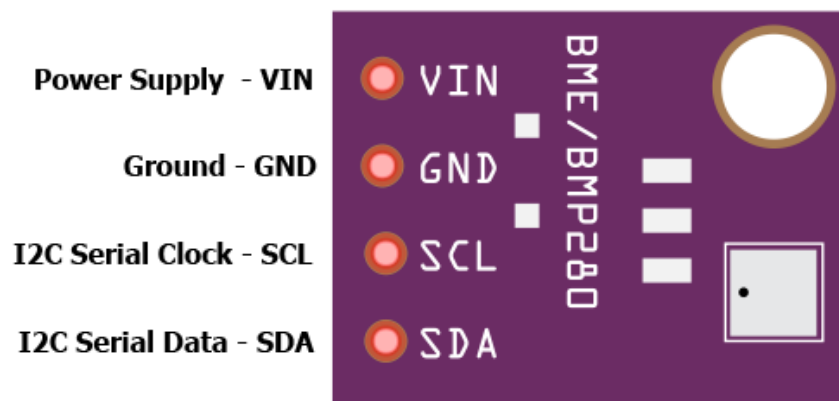 Power Supply - VIN
VIN
Ground - GND
GND
I2C Serial Clock - SCL
SCL
I2C Serial Data - SDA
SDA
BME/BMP280